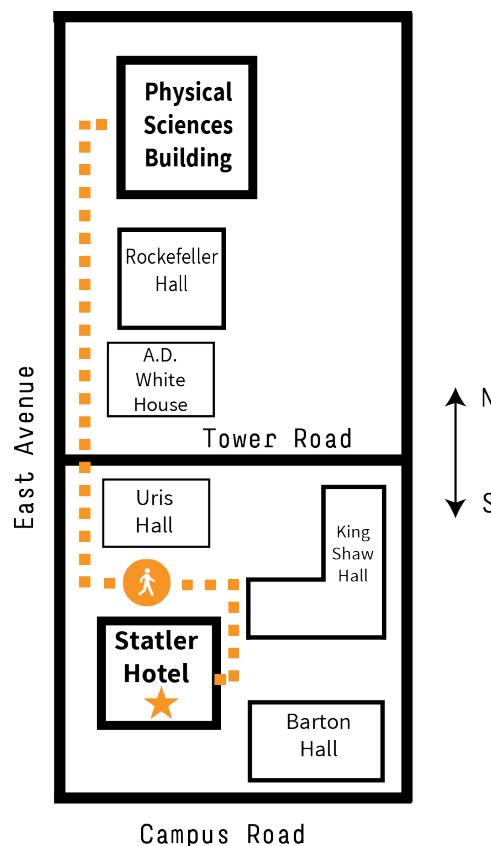 Physical
Sciences
Building
Rockefeller
Hall
A.D.
White
House
East Avenue
N
Tower Road
S
Uris
Hall
King
Shaw
Hall
Statler
Hotel
Barton
Hall
Campus Road